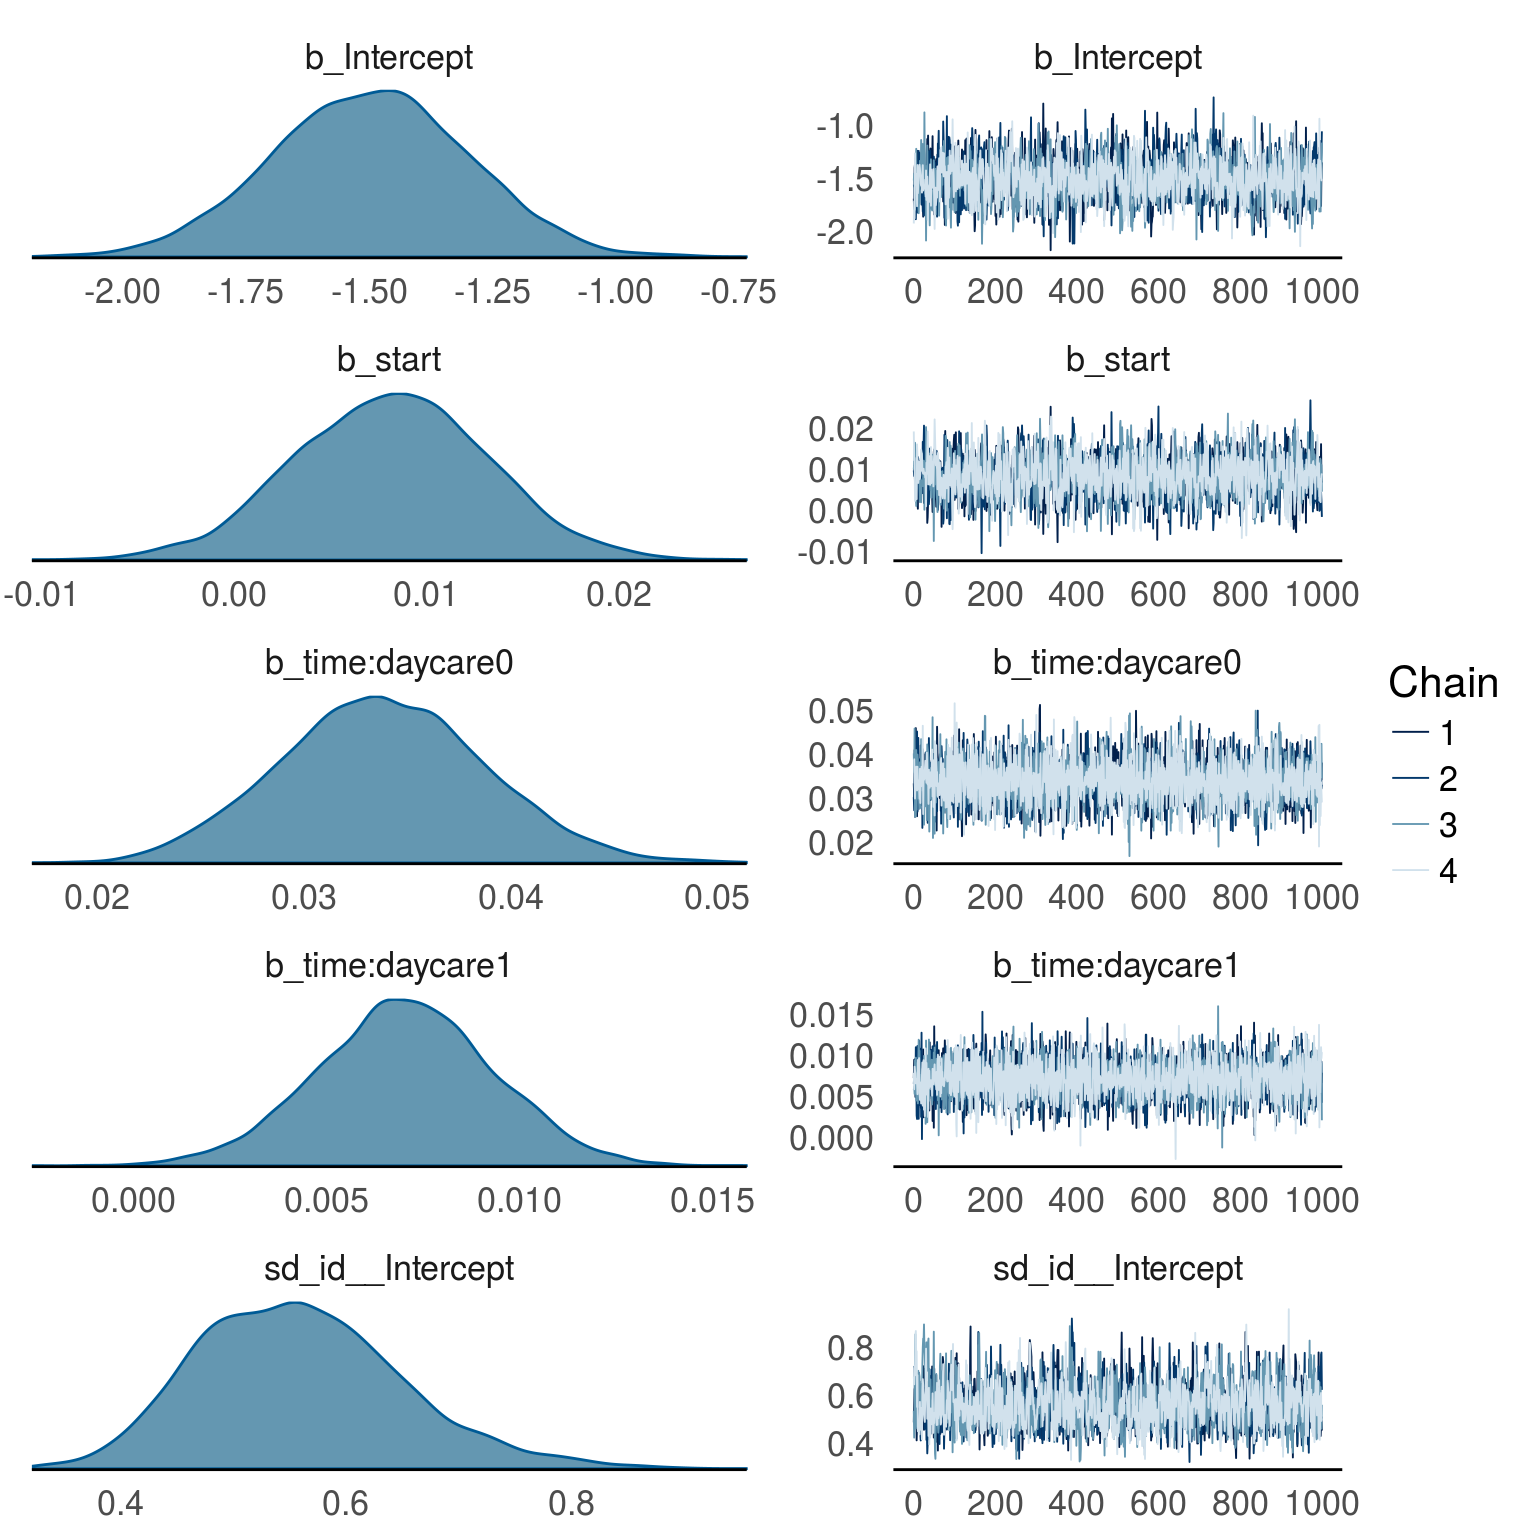 b_Intercept
-2.00 -1.75 -1.50 -1.25 -1.00 -0.75
b_Intercept
-1.0
-1.5
-2.0
0 200 400 600 800 1000
b_start
-0.01 0.00 0.01 0.02
b_start
0.02
0.01
0.00
-0.01
0 200 400 600 800 1000
b_time:daycare0
0.02 0.03 0.04 0.05
b_time:daycare0
0.05
0.04
0.03
0.02
0 200 400 600 800 1000
b_time:daycare1
0.000 0.005 0.010 0.015
b_time:daycare1
0.015
0.010
0.005
0.000
0 200 400 600 800 1000
sd_id__Intercept
0.4 0.6 0.8
sd_id__Intercept
0.8
0.6
0.4
0 200 400 600 800 1000
Chain
1
2
3
4